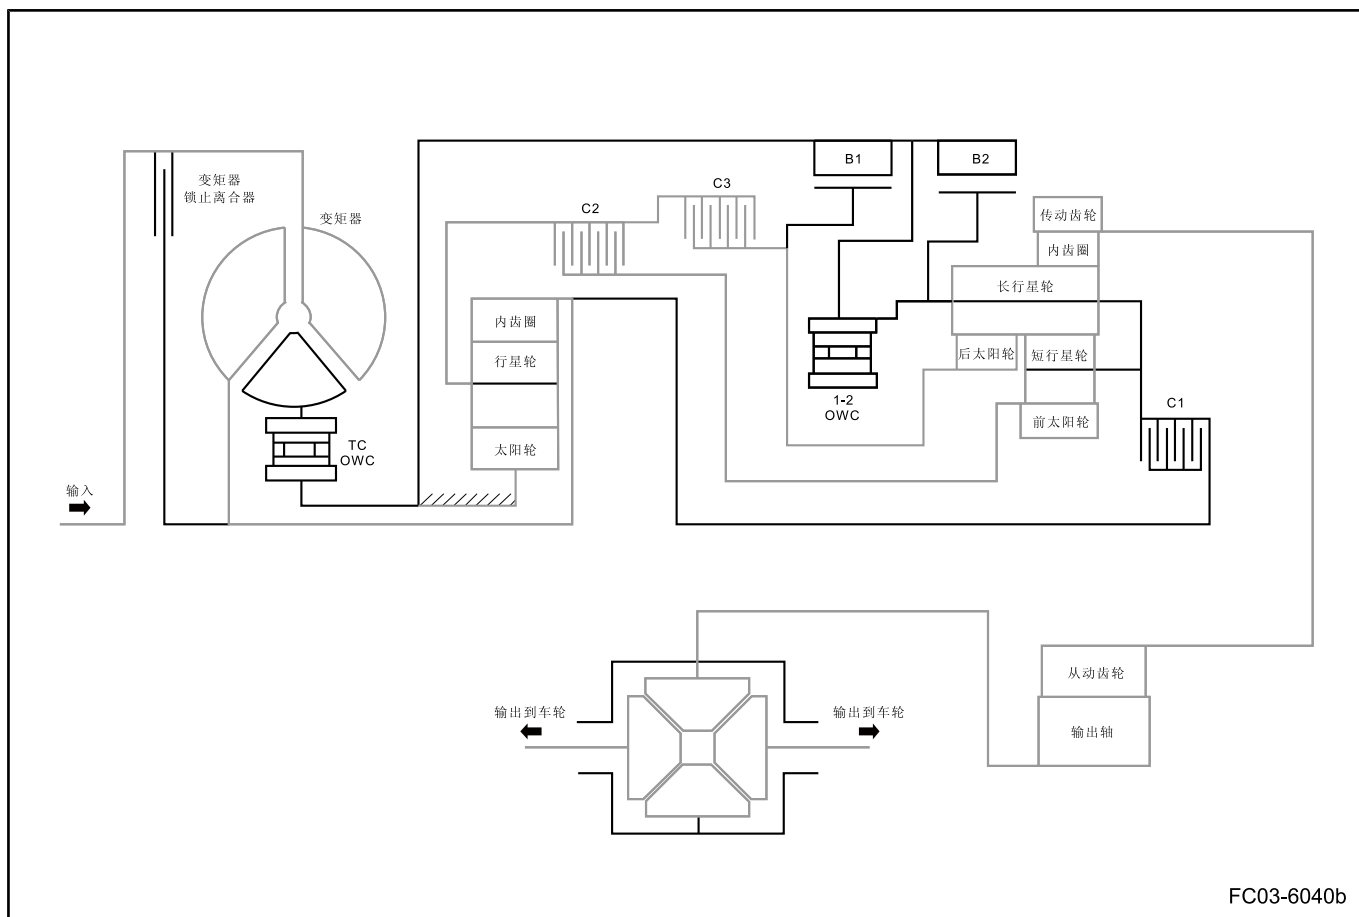 B1
B2
变矩器
锁止离合器
C3
变矩器
C2
传动齿轮
内齿圈
长行星轮
内齿圈
行星轮
后太阳轮
短行星轮
1-2
OWC
C1
前太阳轮
TC
OWC
太阳轮
输入
从动齿轮
输出到车轮
输出到车轮
输出轴
FC03-6040b